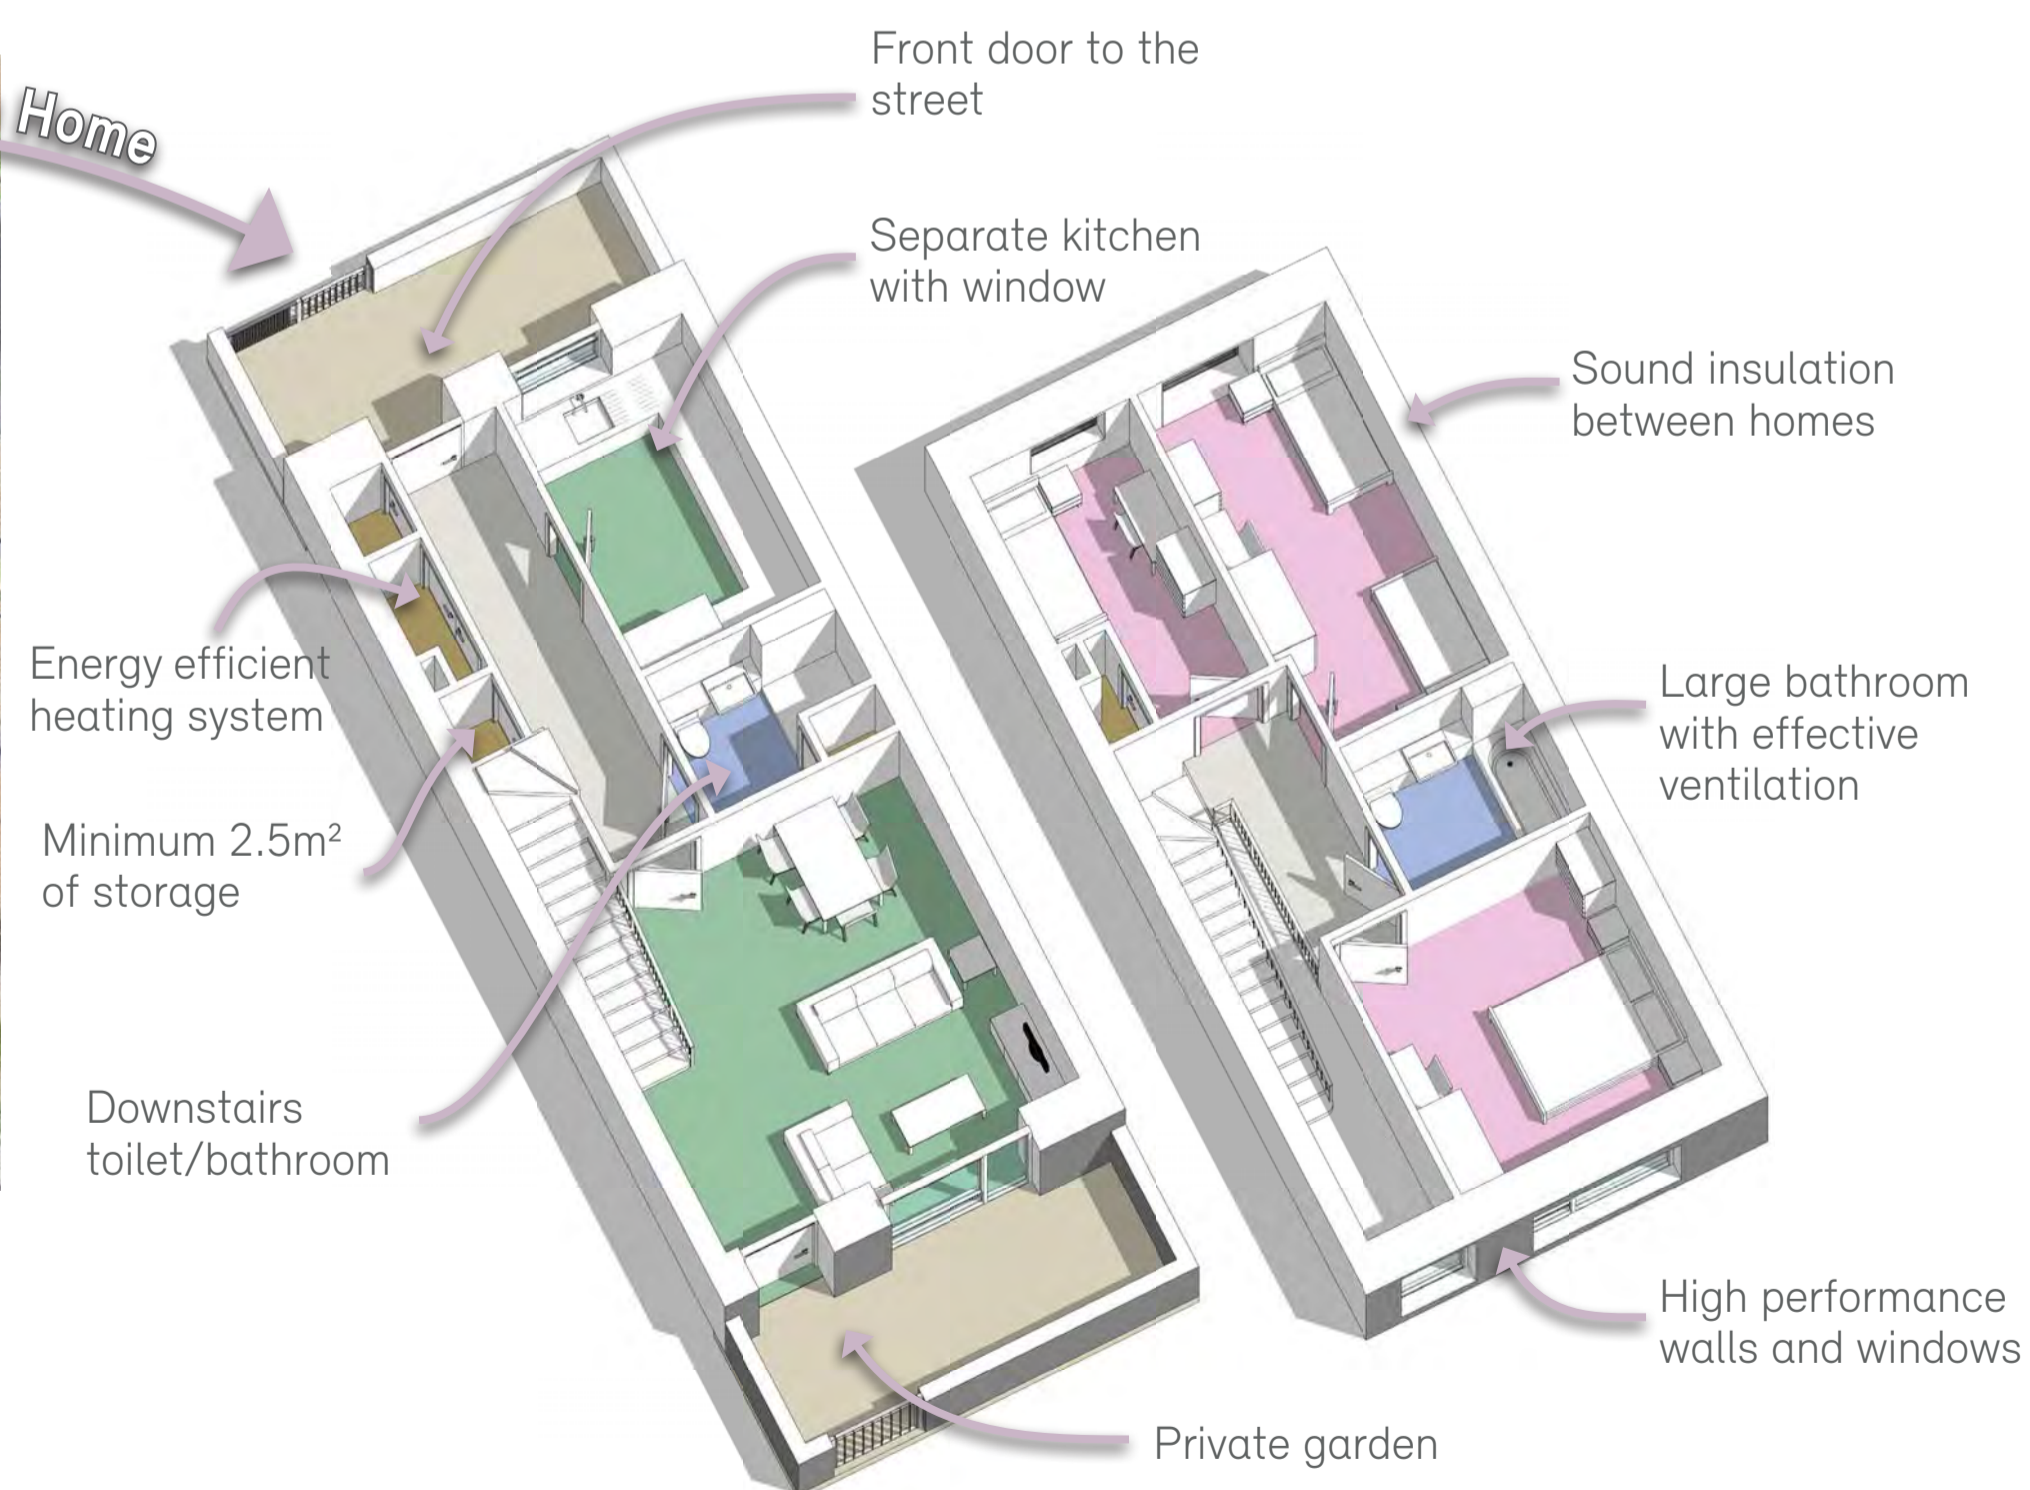 Home
Front door to the
street
Separate kitchen
with window
Sound insulation
between homes
Energy efficient
heating system
Large bathroom
with effective
ventilation
Minimum 2.5m²
of storage
Downstairs
toilet/bathroom
High performance
walls and windows
Private garden